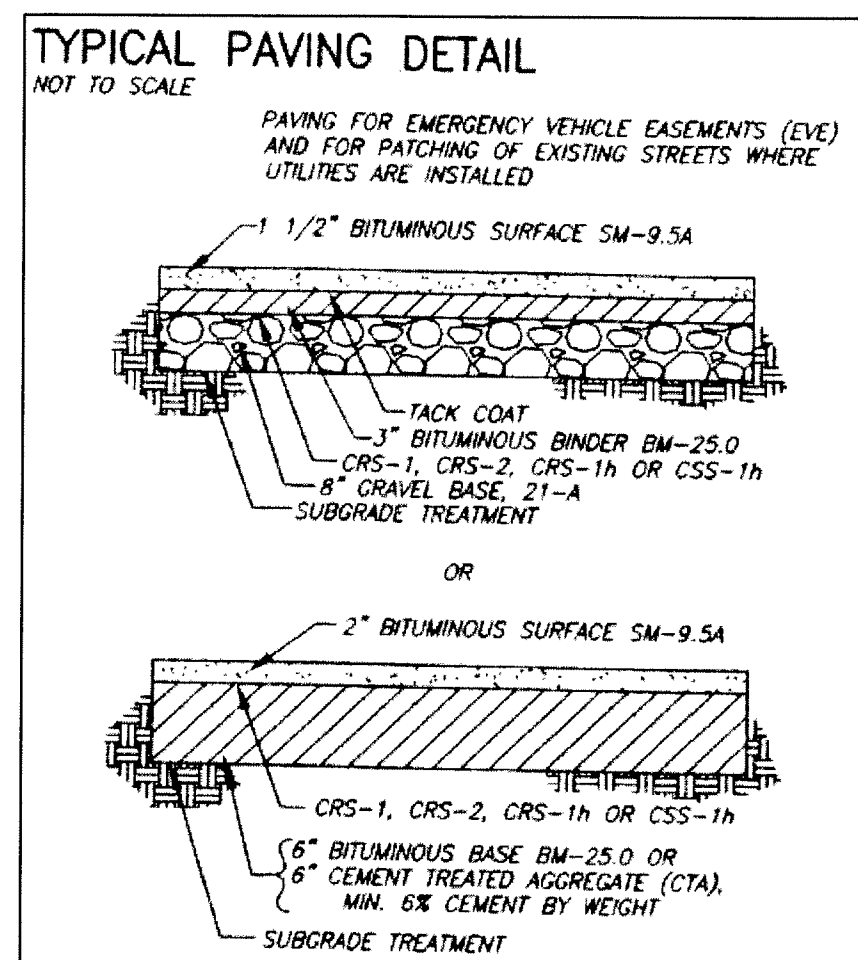 TYPICAL PAVING DETAIL
NOT TO SCALE
PAVING FOR EMERGENCY VEHICLE EASEMENTS (EVE)
AND FOR PATCHING OF EXISTING STREETS WHERE
UTILITIES ARE INSTALLED
1 1/2" BITUMINOUS SURFACE SM-9.5A
TACK COAT
3" BITUMINOUS BINDER BM-25.0
CRS-1, CRS-2, CRS-1h OR CSS-1h
8" GRAVEL BASE, 21-A
SUBGRADE TREATMENT
OR
2" BITUMINOUS SURFACE SM-9.5A
CRS-1, CRS-2, CRS-1h OR CSS-1h
6" BITUMINOUS BASE BM-25.0 OR
6" CEMENT TREATED AGGREGATE (CTA),
MIN. 6% CEMENT BY WEIGHT
SUBGRADE TREATMENT